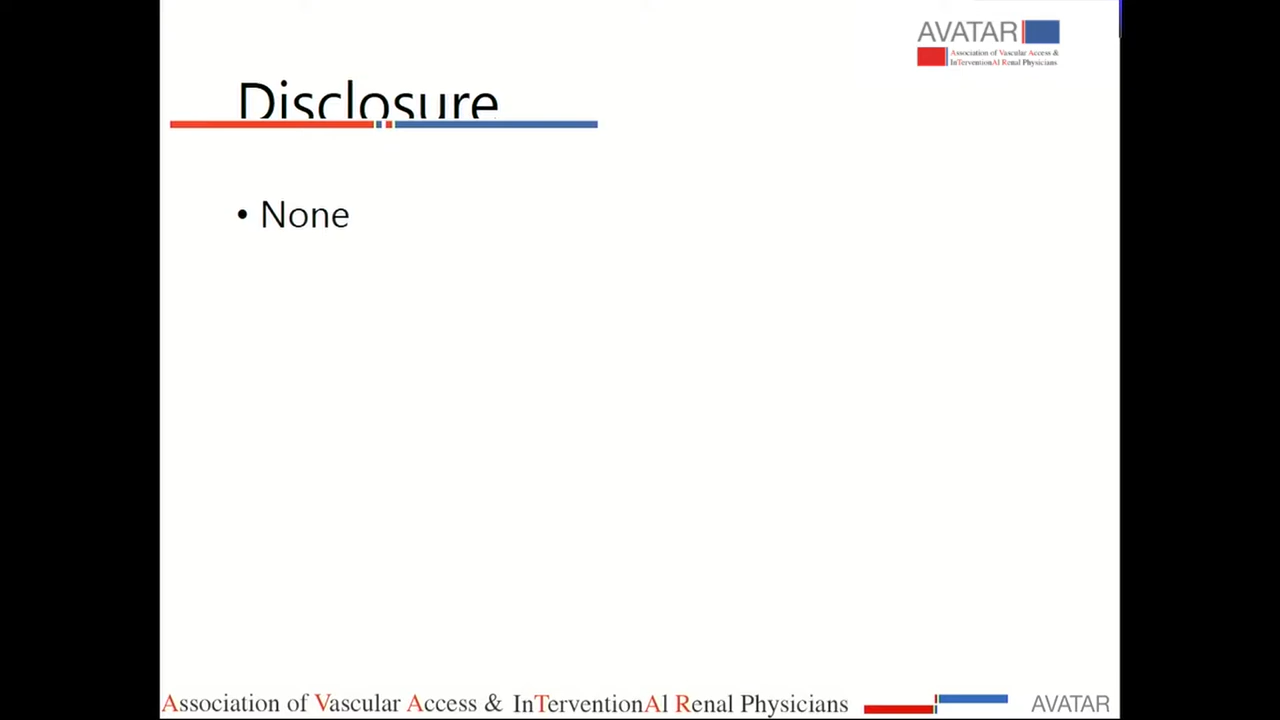 AVATAR
Association of Vascular Access &
InTerventionAl Renal Physicians
Disclosure
• None
Association of Vascular Access & InTerventionAl Renal Physicians
AVATAR